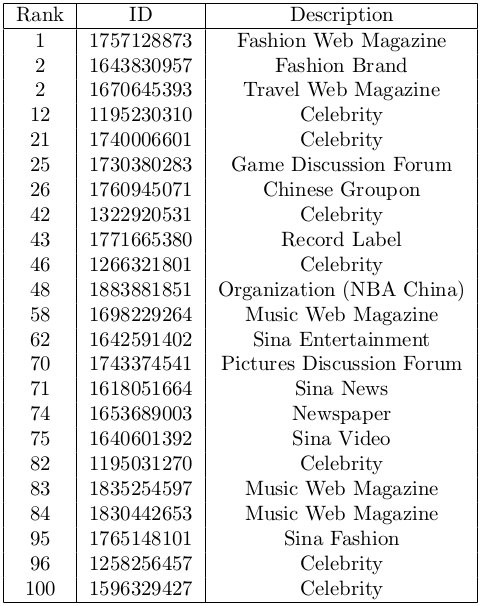 Rank ID Description
1 1757128873 Fashion Web Magazine
2 1643830957 Fashion Brand
2 1670645393 Travel Web Magazine
12 1195230310 Celebrity
21 1740006601 Celebrity
25 1730380283 Game Discussion Forum
26 1760945071 Chinese Groupon
42 1322920531 Celebrity
43 1771665380 Record Label
46 1266321801 Celebrity
48 1883881851 Organization (NBA China)
58 1698229264 Music Web Magazine
62 1642591402 Sina Entertainment
70 1743374541 Pictures Discussion Forum
71 1618051664 Sina News
74 1653689003 Newspaper
75 1640601392 Sina Video
82 1195031270 Celebrity
83 1835254597 Music Web Magazine
84 1830442653 Music Web Magazine
95 1765148101 Sina Fashion
96 1258256457 Celebrity
100 1596329427 Celebrity